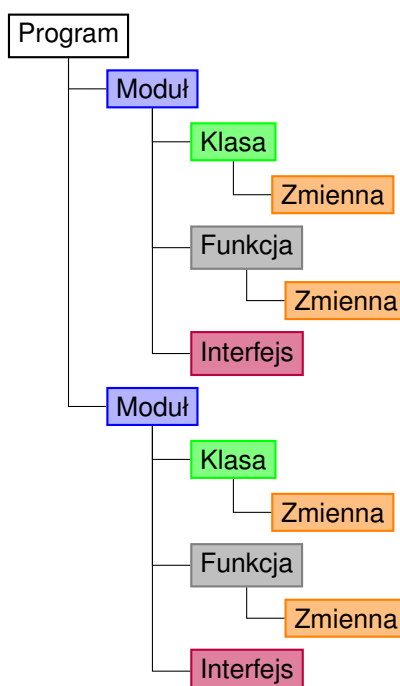 Program
Moduł
Klasa
Zmienna
Funkcja
Zmienna
Interfejs
Moduł
Klasa
Zmienna
Funkcja
Zmienna
Interfejs